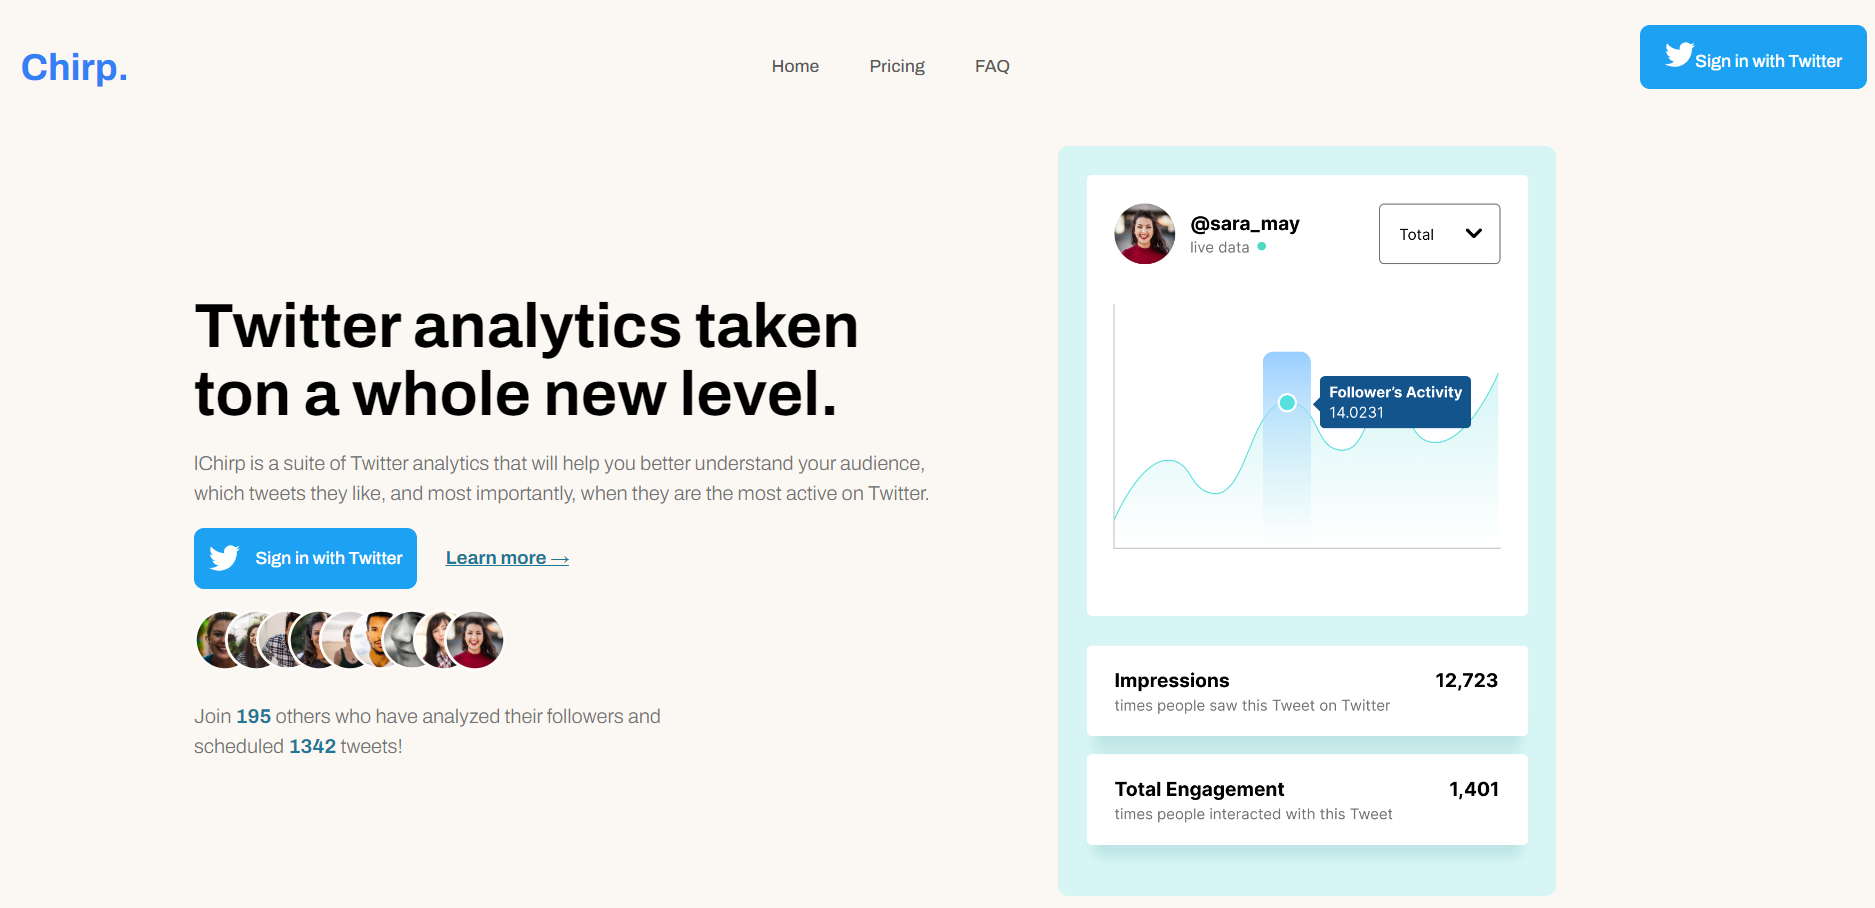 Chirp.
Home
Pricing
FAQ
Sign in with Twitter
Twitter analytics taken
ton a whole new level.
lChirp is a suite of Twitter analytics that will help you better understand your audience,
which tweets they like, and most importantly, when they are the most active on Twitter.
Sign in with Twitter
Learn more →
Join 195 others who have analyzed their followers and
scheduled 1342 tweets!
@sara_may
live data
Total
Follower's Activity
14.0231
Impressions
12,723
times people saw this Tweet on Twitter
Total Engagement
1,401
times people interacted with this Tweet